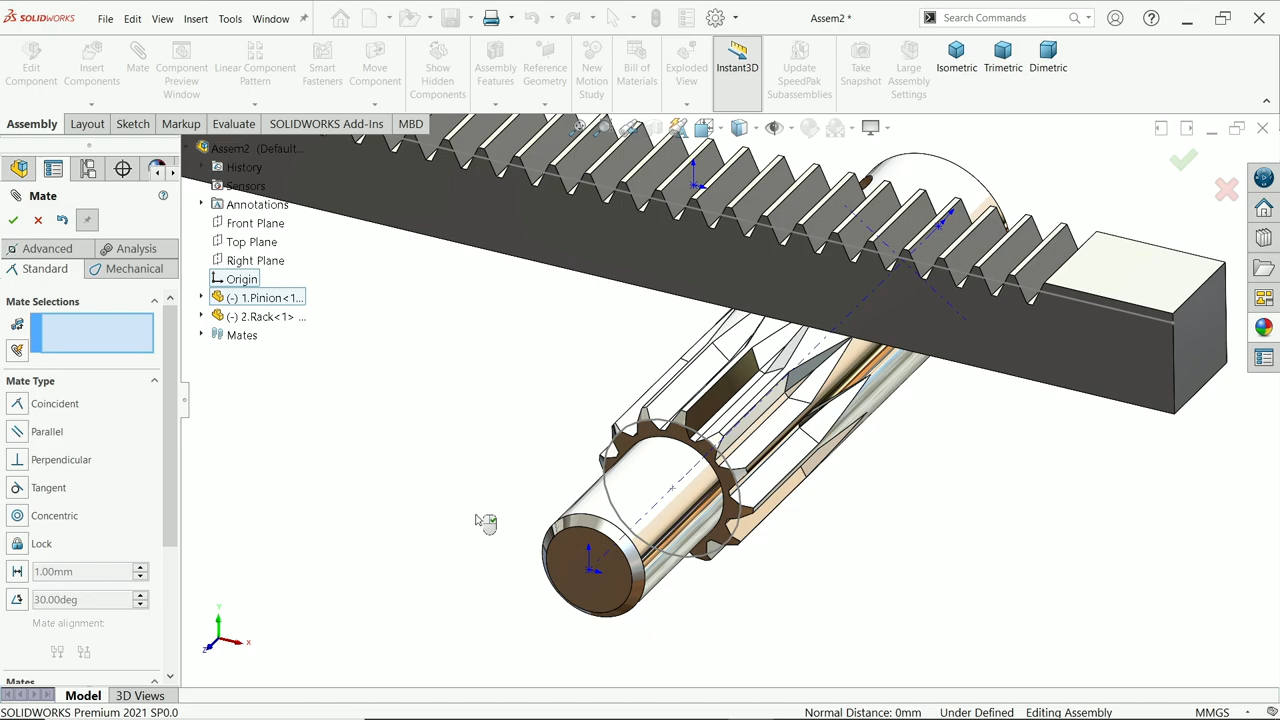 SOLIDWORKS
File
Edit
View
Insert
Tools
Window
Assem2 *
Search Commands
Edit Component
Insert Components
Mate
Component Preview Window
Linear Component Pattern
Smart Fasteners
Move Component
Show Hidden Components
Assembly Features
Reference Geometry
New Motion Study
Bill of Materials
Exploded View
Instant3D
Update SpeedPak Subassemblies
Take Snapshot
Large Assembly Settings
Isometric
Trimetric
Dimetric
Assembly
Layout
Sketch
Markup
Evaluate
SOLIDWORKS Add-Ins
MBD
Assem2 (Default...
History
Sensors
Annotations
Front Plane
Top Plane
Right Plane
Origin
(-) 1.Pinion<1...
(-) 2.Rack<1> ...
Mates
Mate
Advanced
Analysis
Standard
Mechanical
Mate Selections
Mate Type
Coincident
Parallel
Perpendicular
Tangent
Concentric
Lock
1.00mm
30.00deg
Mate alignment:
Mates
Y
X
Z
Model
3D Views
SOLIDWORKS Premium 2021 SP0.0
Normal Distance: 0mm
Under Defined
Editing Assembly
MMGS